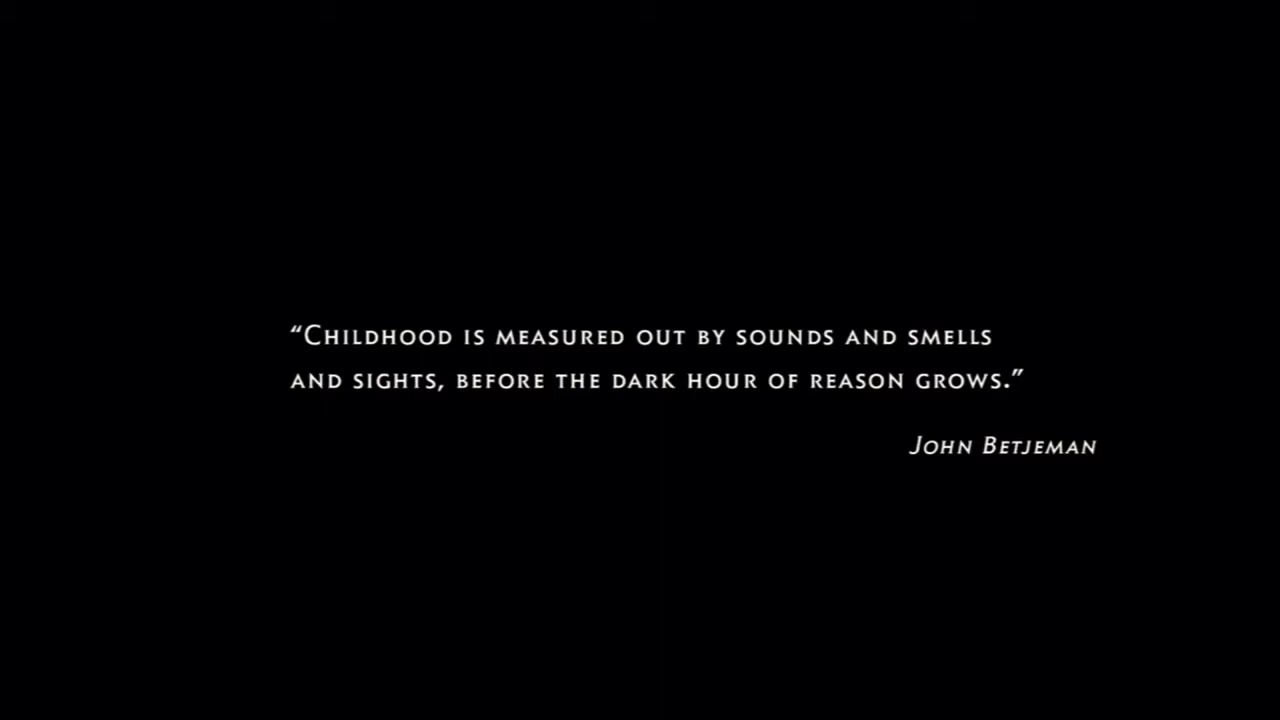 “Childhood is measured out by sounds and smells
and sights, before the dark hour of reason grows.”
John Betjeman